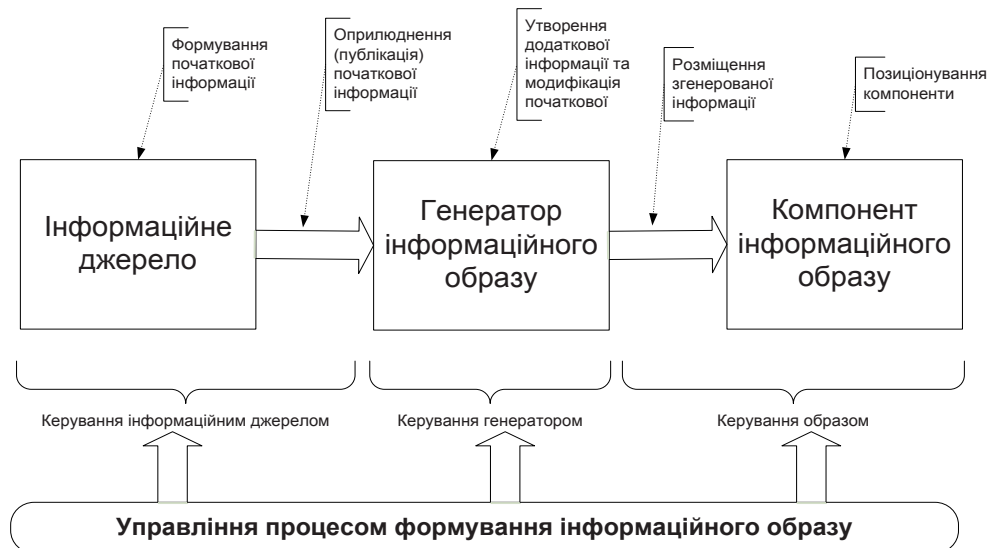 Формування
початкової
інформації
Оприлюднення
(публікація)
початкової
інформації
Утворення
додаткової
інформації та
модифікація
початкової
Розміщення
згенерованої
інформації
Позиціонування
компоненти
Інформаційне
джерело
Генератор
інформаційного
образу
Компонент
інформаційного
образу
Керування інформаційним джерелом
Керування генератором
Керування образом
Управління процесом формування інформаційного образу